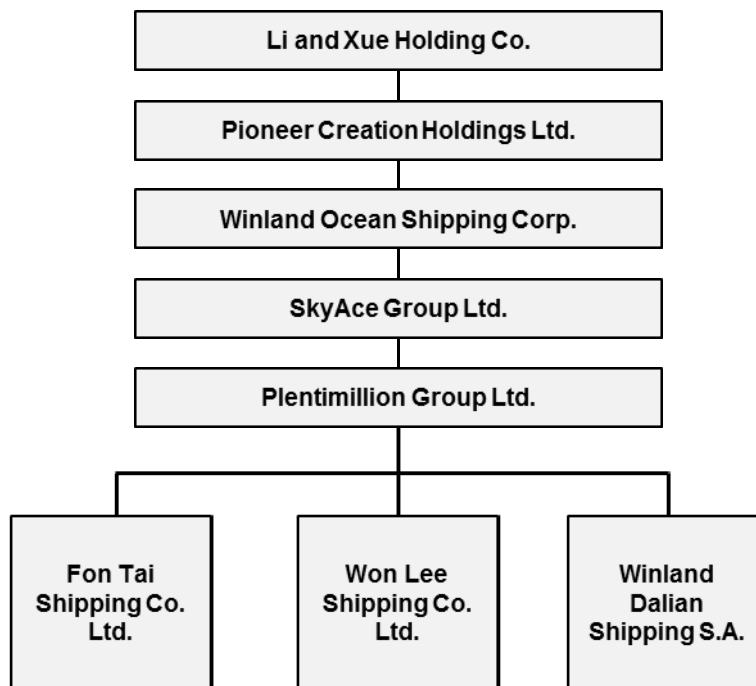 Li and Xue Holding Co.
Pioneer Creation Holdings Ltd.
Winland Ocean Shipping Corp.
SkyAce Group Ltd.
Plentimillion Group Ltd.
Fon Tai
Shipping Co.
Ltd.
Won Lee
Shipping Co.
Ltd.
Winland
Dalian
Shipping S.A.